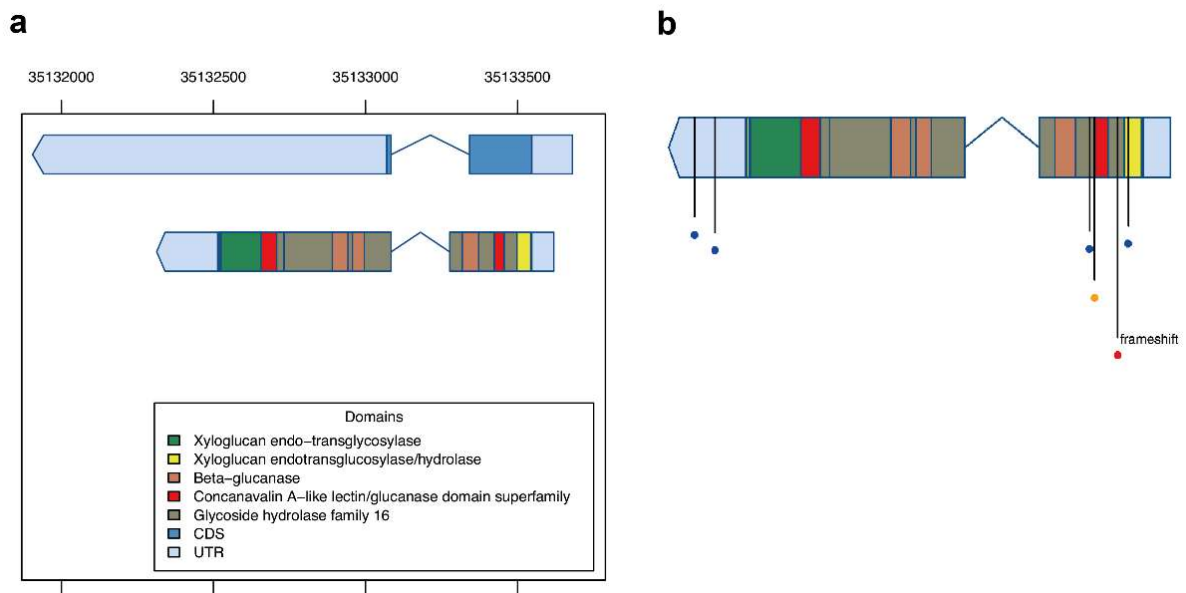 a
b
35132000 35132500 35133000 35133500
frameshift
Domains
Xyloglucan endo-transglycosylase
Xyloglucan endotransglucosylase/hydrolase
Beta-glucanase
Concanavalin A-like lectin/glucanase domain superfamily
Glycoside hydrolase family 16
CDS
UTR